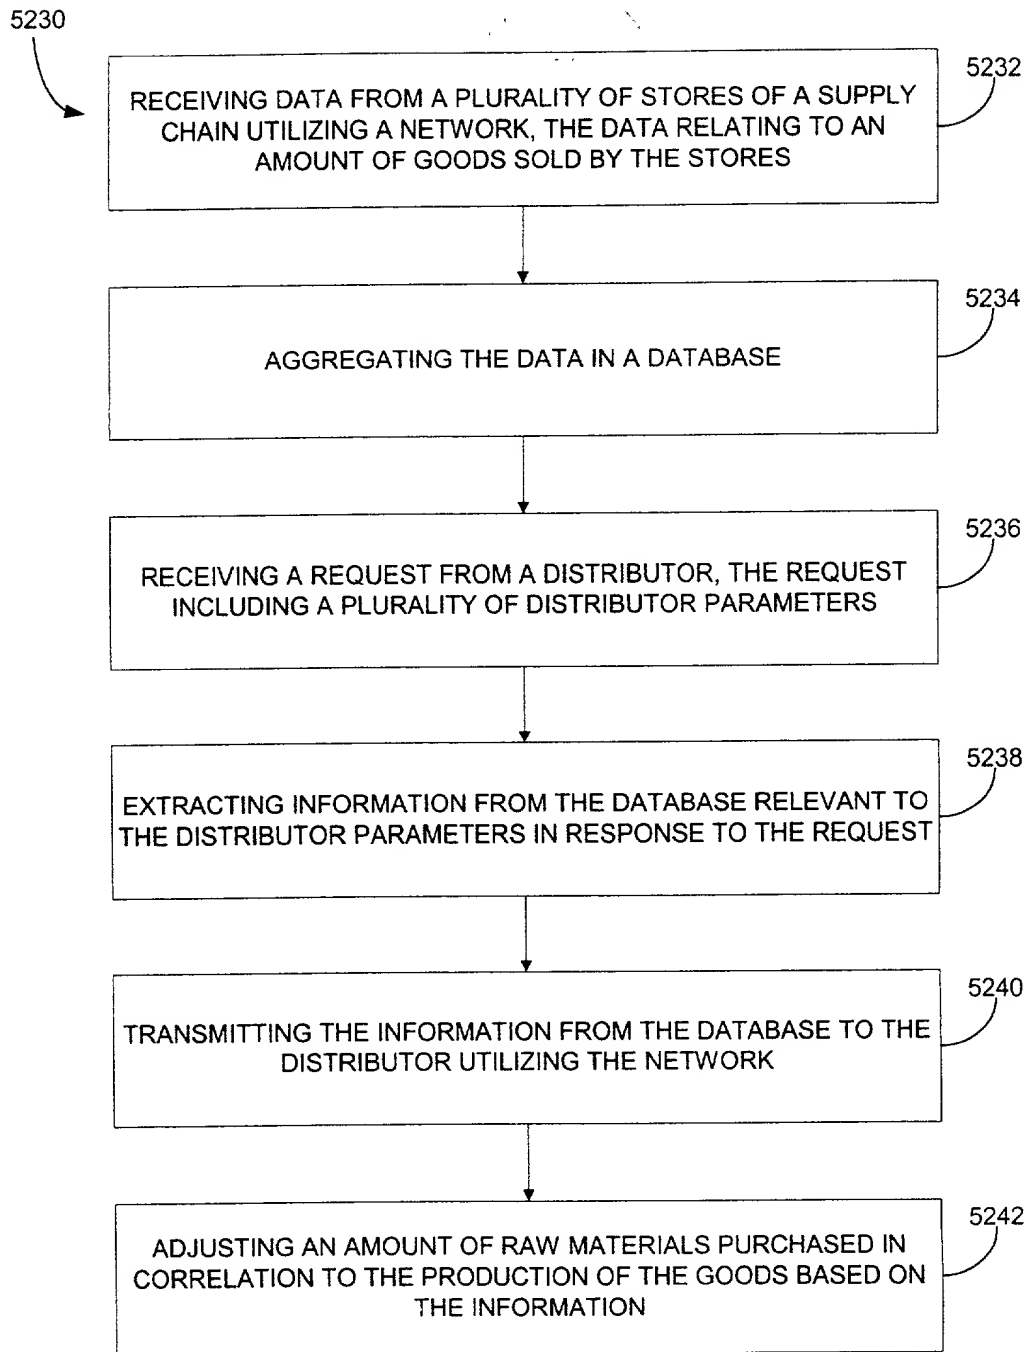 5230
5232
RECEIVING DATA FROM A PLURALITY OF STORES OF A SUPPLY
CHAIN UTILIZING A NETWORK, THE DATA RELATING TO AN
AMOUNT OF GOODS SOLD BY THE STORES
5234
AGGREGATING THE DATA IN A DATABASE
5236
RECEIVING A REQUEST FROM A DISTRIBUTOR, THE REQUEST
INCLUDING A PLURALITY OF DISTRIBUTOR PARAMETERS
5238
EXTRACTING INFORMATION FROM THE DATABASE RELEVANT TO
THE DISTRIBUTOR PARAMETERS IN RESPONSE TO THE REQUEST
5240
TRANSMITTING THE INFORMATION FROM THE DATABASE TO THE
DISTRIBUTOR UTILIZING THE NETWORK
5242
ADJUSTING AN AMOUNT OF RAW MATERIALS PURCHASED IN
CORRELATION TO THE PRODUCTION OF THE GOODS BASED ON
THE INFORMATION